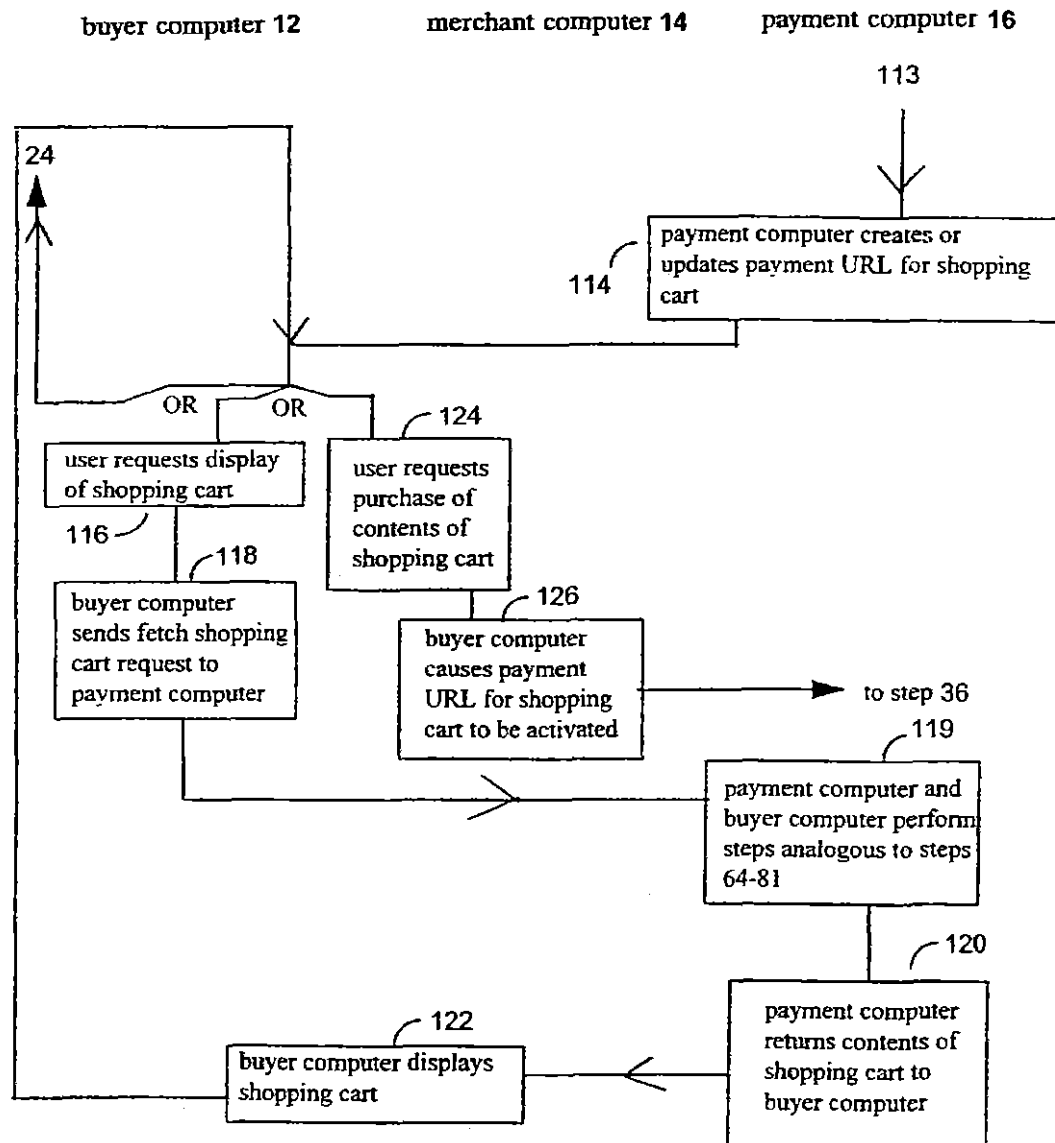 buyer computer 12
merchant computer 14
payment computer 16
113
24
payment computer creates or
updates payment URL for shopping
cart
114
OR
OR
124
user requests display
of shopping cart
116
user requests
purchase of
contents of
shopping cart
118
buyer computer
sends fetch shopping
cart request to
payment computer
126
buyer computer
causes payment
URL for shopping
cart to be activated
to step 36
119
payment computer and
buyer computer perform
steps analogous to steps
64-81
120
payment computer
returns contents of
shopping cart to
buyer computer
122
buyer computer displays
shopping cart